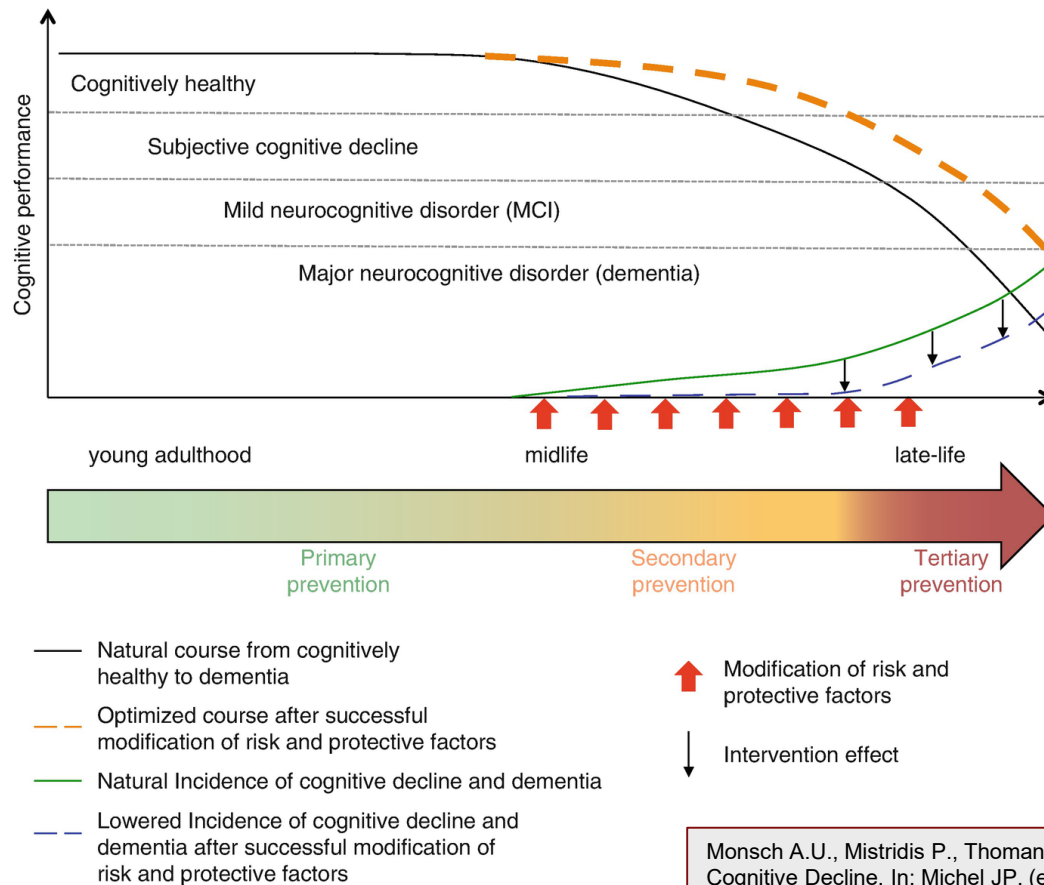 Cognitive performance
Cognitively healthy
Subjective cognitive decline
Mild neurocognitive disorder (MCI)
Major neurocognitive disorder (dementia)
young adulthood
midlife
late-life
Primary
prevention
Secondary
prevention
Tertiary
prevention
Natural course from cognitively
healthy to dementia
Optimized course after successful
modification of risk and protective factors
Natural Incidence of cognitive decline and dementia
Lowered Incidence of cognitive decline and
dementia after successful modification of
risk and protective factors
Modification of risk and
protective factors
Intervention effect
Monsch A.U., Mistridis P., Thoman
Cognitive Decline. In: Michel JP. (e